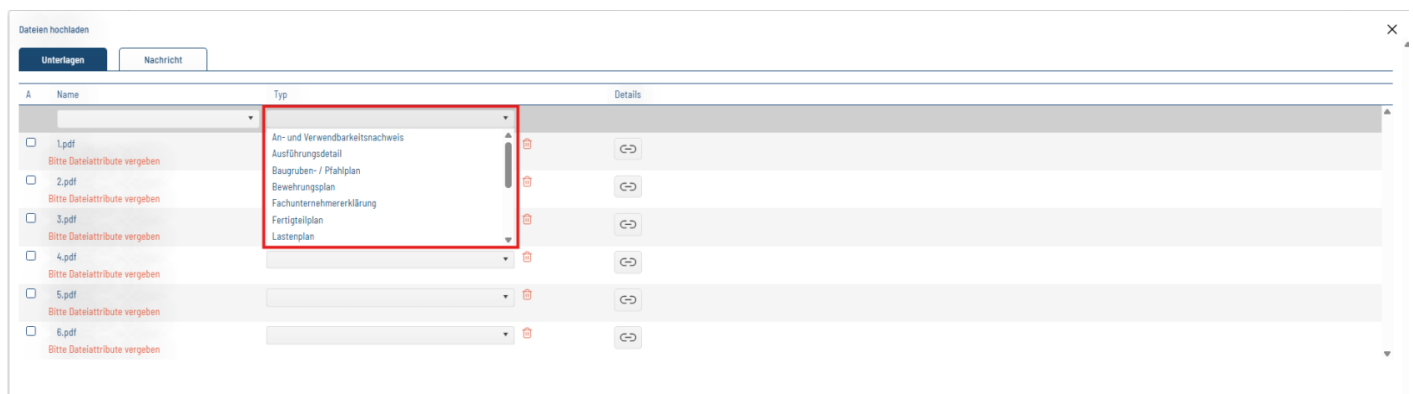 Dateien hochladen
Unterlagen
Nachricht
A Name Typ Details
An- und Verwendbarkeitsnachweis
Ausführungsdetail
Baugruben- / Pfahlplan
Bewehrungsplan
Fachunternehmererklärung
Fertigteilplan
Lastenplan
1.pdf
Bitte Dateiattribute vergeben
2.pdf
Bitte Dateiattribute vergeben
3.pdf
Bitte Dateiattribute vergeben
4.pdf
Bitte Dateiattribute vergeben
5.pdf
Bitte Dateiattribute vergeben
6.pdf
Bitte Dateiattribute vergeben